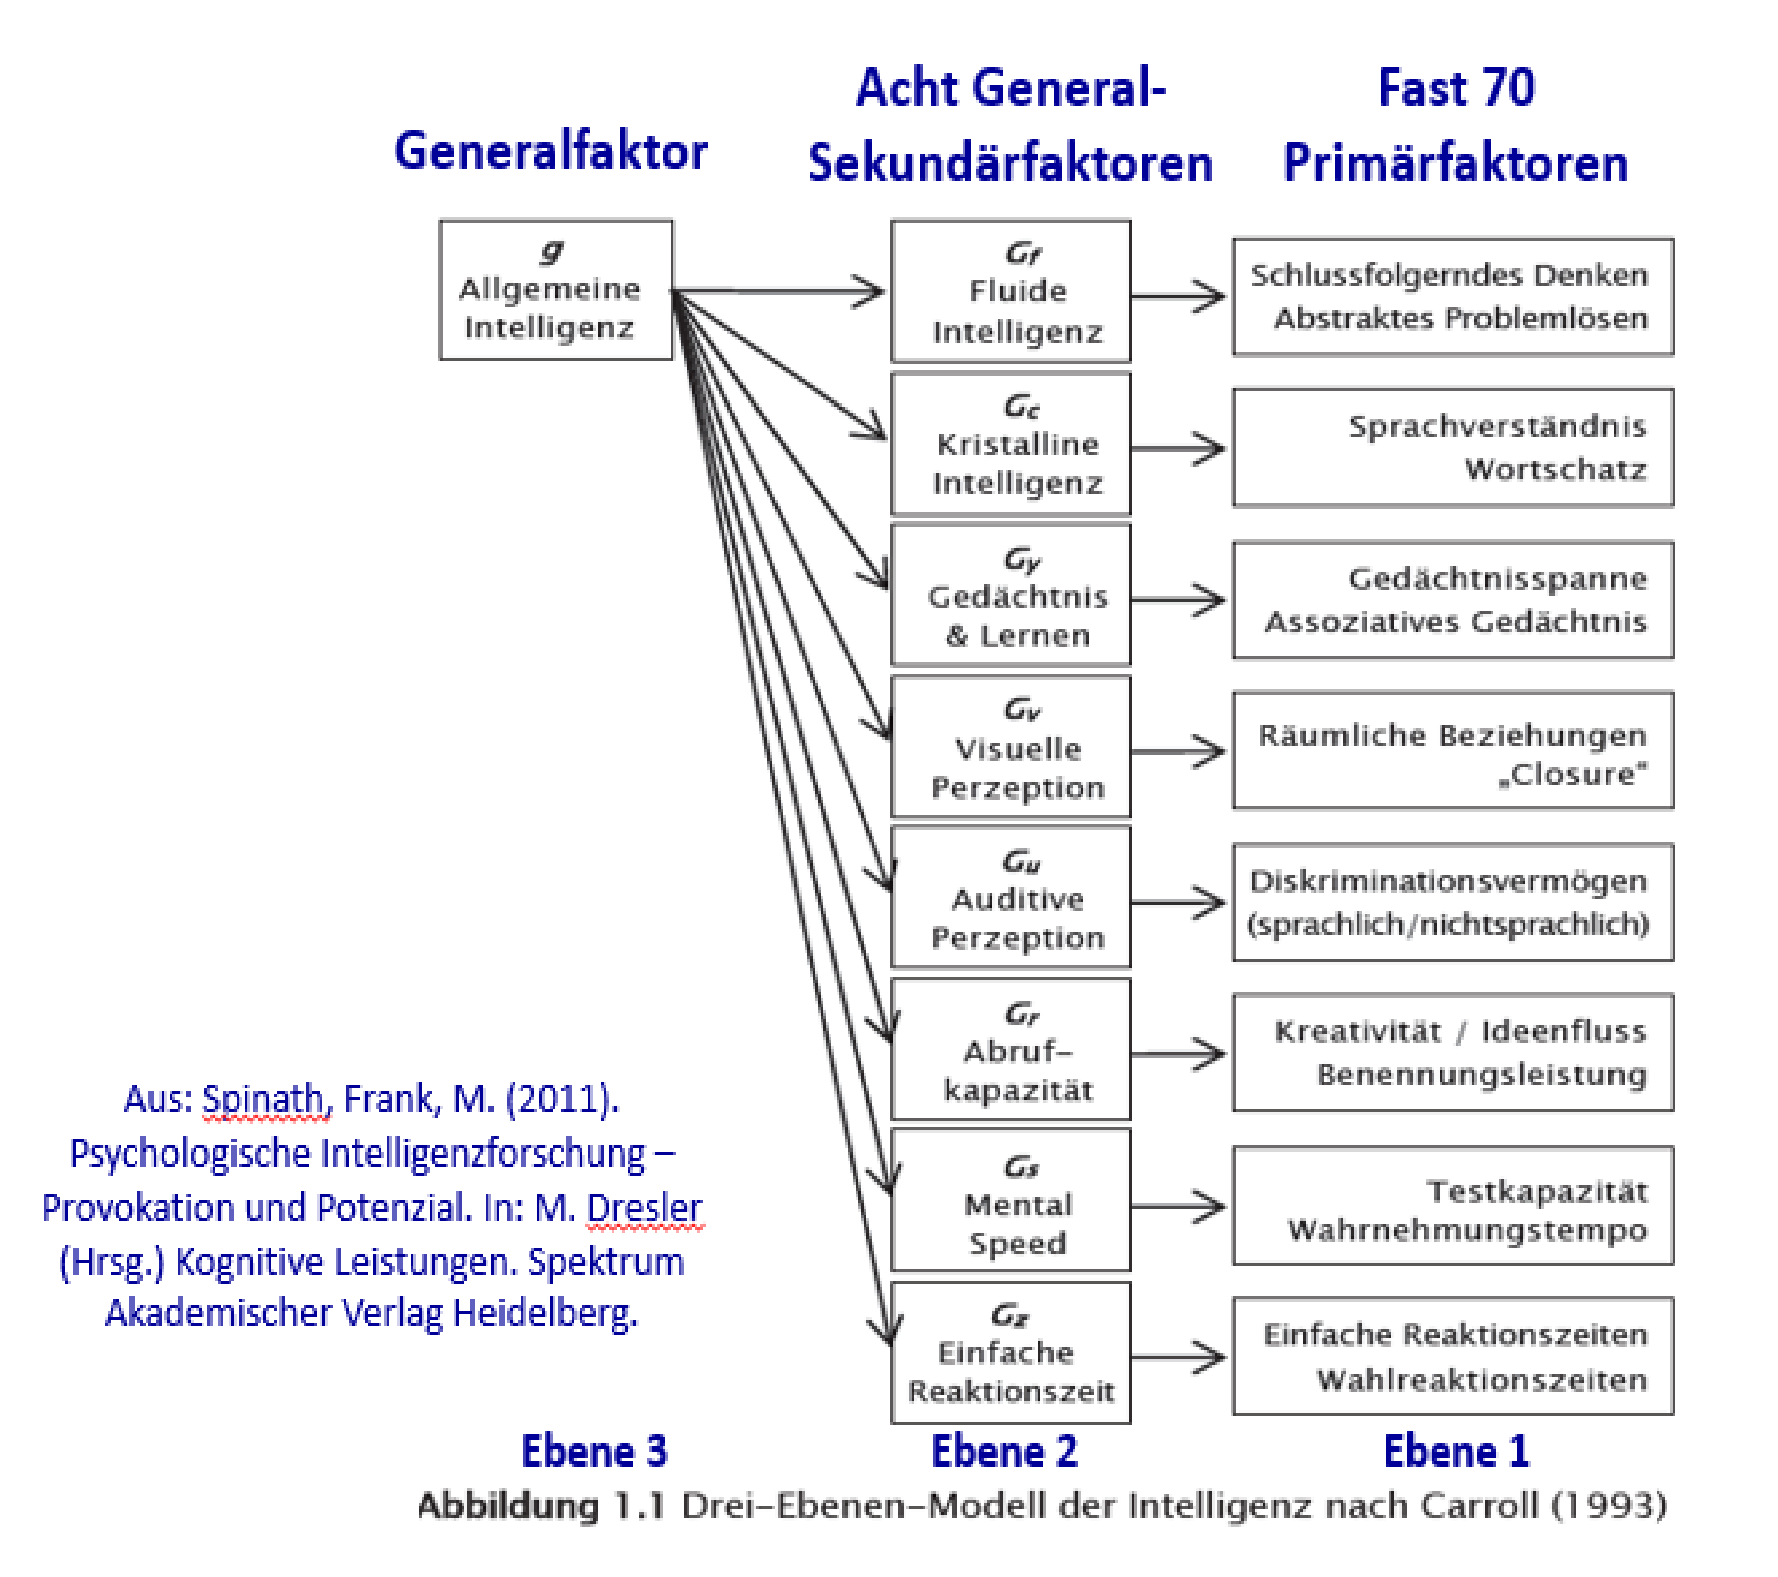 Generalfaktor
Acht General-
Sekundärfaktoren
Fast 70
Primärfaktoren
g
Allgemeine
Intelligenz
Gf
Fluide
Intelligenz
Schlussfolgerndes Denken
Abstraktes Problemlösen
Gc
Kristalline
Intelligenz
Sprachverständnis
Wortschatz
Gy
Gedächtnis
& Lernen
Gedächtnisspanne
Assoziatives Gedächtnis
Gv
Visuelle
Perzeption
Räumliche Beziehungen
„Closure“
Gu
Auditive
Perzeption
Diskriminationsvermögen
(sprachlich/nichtsprachlich)
Gr
Abruf-
kapazität
Kreativität / Ideenfluss
Benennungsleistung
Gs
Mental
Speed
Testkapazität
Wahrnehmungstempo
Gz
Einfache
Reaktionszeit
Einfache Reaktionszeiten
Wahlreaktionszeiten
Aus: Spinath, Frank, M. (2011).
Psychologische Intelligenzforschung –
Provokation und Potenzial. In: M. Dresler
(Hrsg.) Kognitive Leistungen. Spektrum
Akademischer Verlag Heidelberg.
Ebene 3
Ebene 2
Ebene 1
Abbildung 1.1 Drei-Ebenen-Modell der Intelligenz nach Carroll (1993)